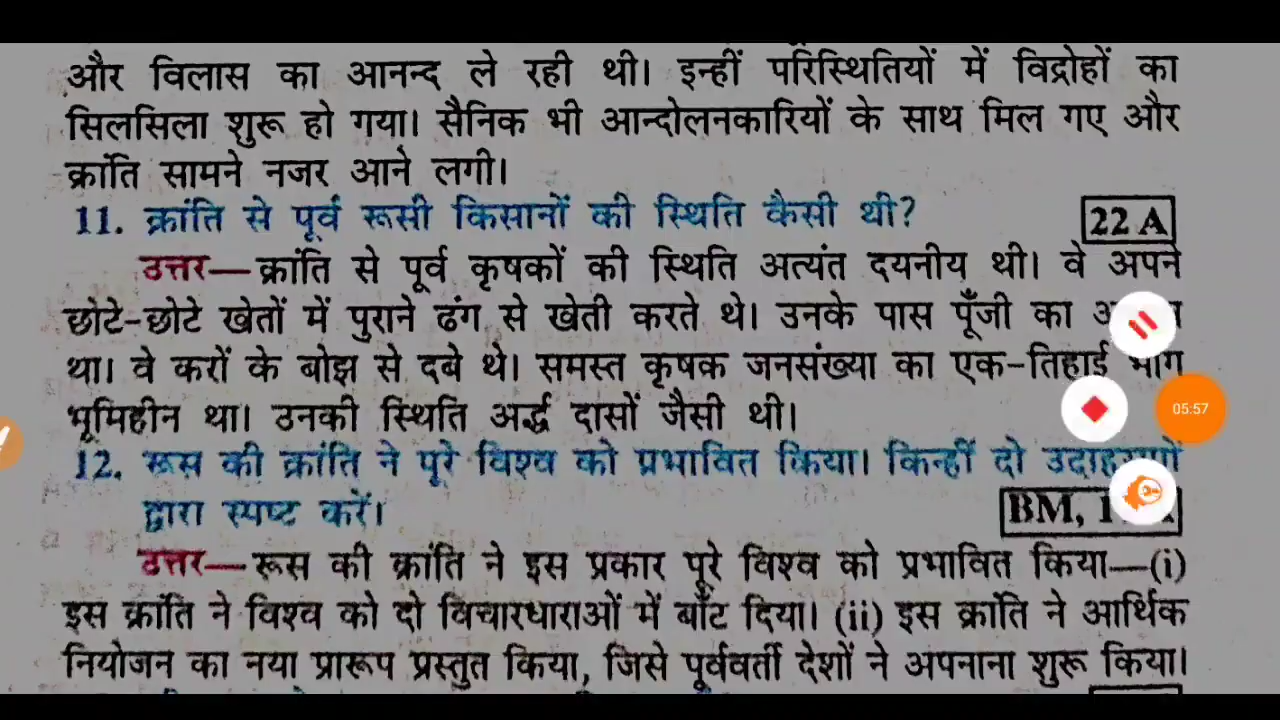 और विलास का आनन्द ले रही थी। इन्हीं परिस्थितियों में विद्रोहों का
सिलसिला शुरू हो गया। सैनिक भी आन्दोलनकारियों के साथ मिल गए और
क्रांति सामने नजर आने लगी।
11. क्रांति से पूर्व रूसी किसानों की स्थिति कैसी थी? 22 A
उत्तर—क्रांति से पूर्व कृषकों की स्थिति अत्यंत दयनीय थी। वे अपने
छोटे-छोटे खेतों में पुराने ढंग से खेती करते थे। उनके पास पूँजी का
था। वे करों के बोझ से दबे थे। समस्त कृषक जनसंख्या का एक-तिहाई भाग
भूमिहीन था। उनकी स्थिति अर्द्ध दासों जैसी थी।
05:57
12. रूस की क्रांति ने पूरे विश्व को प्रभावित किया। किन्हीं दो उदाहरणों
द्वारा स्पष्ट करें। BM,
उत्तर—रूस की क्रांति ने इस प्रकार पूरे विश्व को प्रभावित किया—(i)
इस क्रांति ने विश्व को दो विचारधाराओं में बाँट दिया। (ii) इस क्रांति ने आर्थिक
नियोजन का नया प्रारूप प्रस्तुत किया, जिसे पूर्ववर्ती देशों ने अपनाना शुरू किया।